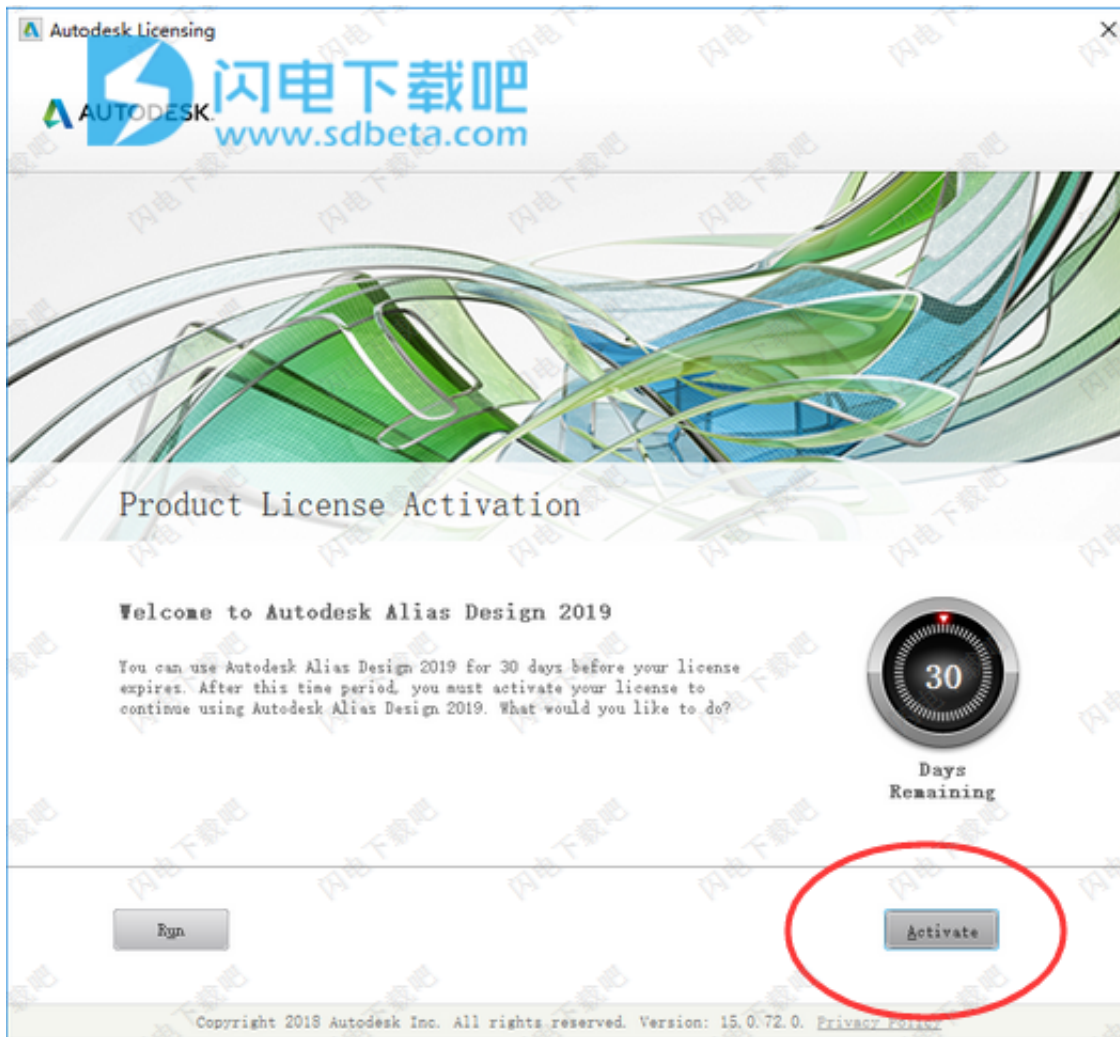 Autodesk Licensing
闪电下载吧
AUTODESK.
www.sdbeta.com
Product License Activation
Welcome to Autodesk Alias Design 2019
You can use Autodesk Alias Design 2019 for 30 days before your license
expires. After this time period, you must activate your license to
continue using Autodesk Alias Design 2019. What would you like to do?
30
Days
Remaining
Run
Activate
Copyright 2018 Autodesk Inc. All rights reserved. Version: 15.0.72.0. Privacy Policy